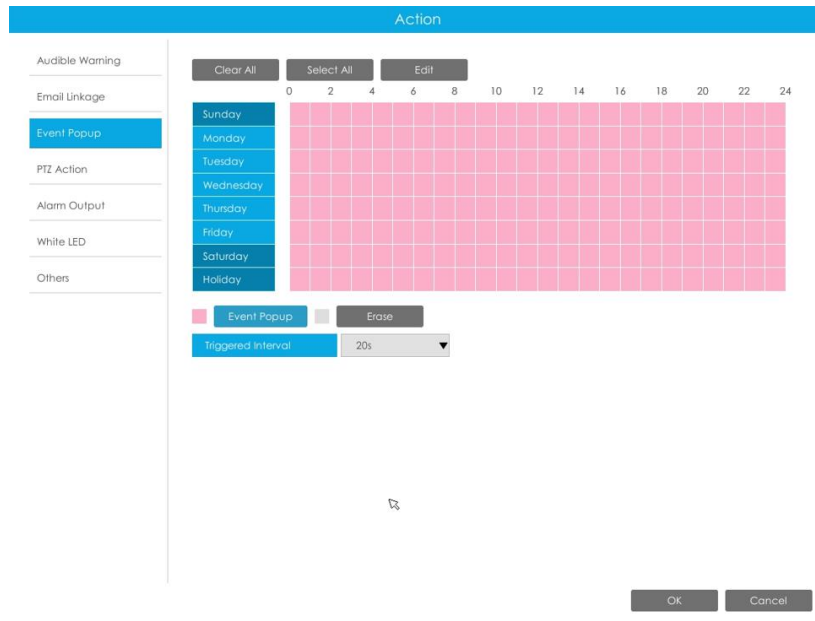 Action
Audible Warning
Email Linkage
Event Popup
PTZ Action
Alarm Output
White LED
Others
Clear All Select All Edit
0 2 4 6 8 10 12 14 16 18 20 22 24
Sunday
Monday
Tuesday
Wednesday
Thursday
Friday
Saturday
Holiday
Event Popup Erase
Triggered Interval 20s
OK Cancel